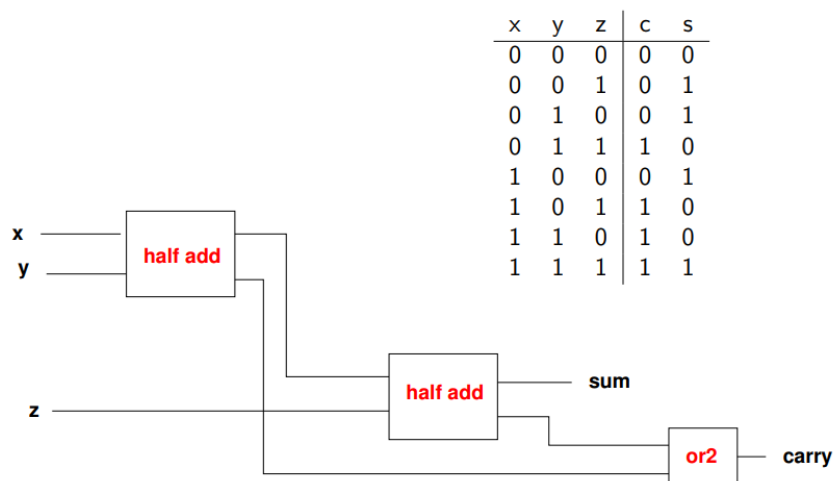 x y z c s
0 0 0 0 0
0 0 1 0 1
0 1 0 0 1
0 1 1 1 0
1 0 0 0 1
1 0 1 1 0
1 1 0 1 0
1 1 1 1 1
x
half add
y
half add
sum
z
or2
carry